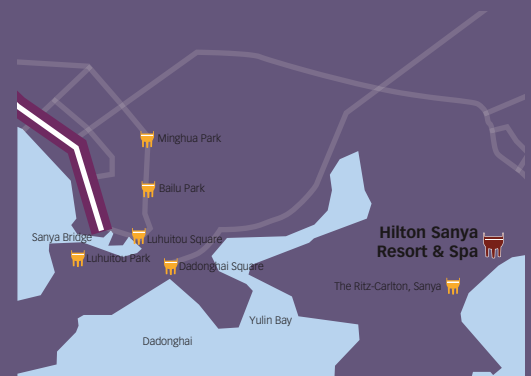 Minghua Park
Bailu Park
Sanya Bridge
Luhuitou Square
Hilton Sanya
Resort & Spa
Luhuitou Park
Dadonghai Square
The Ritz-Carlton, Sanya
Yulin Bay
Dadonghai